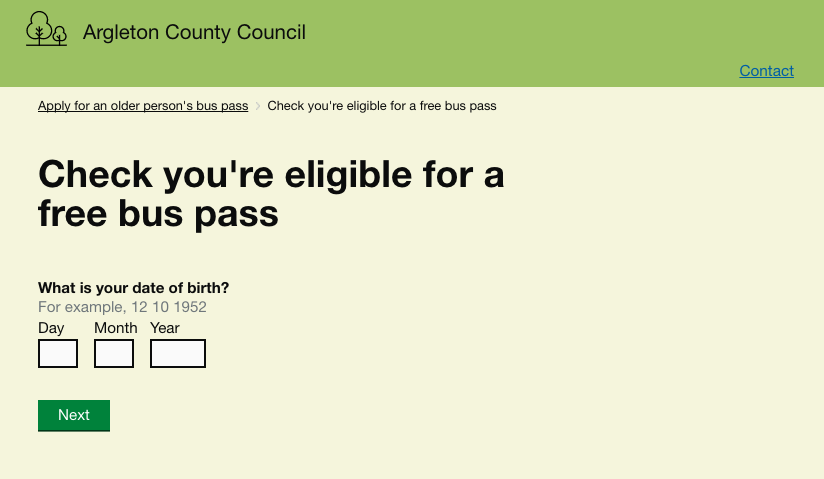 Argleton County Council
Contact
Apply for an older person's bus pass > Check you're eligible for a free bus pass
Check you're eligible for a
free bus pass
What is your date of birth?
For example, 12 10 1952
Day Month Year
Next